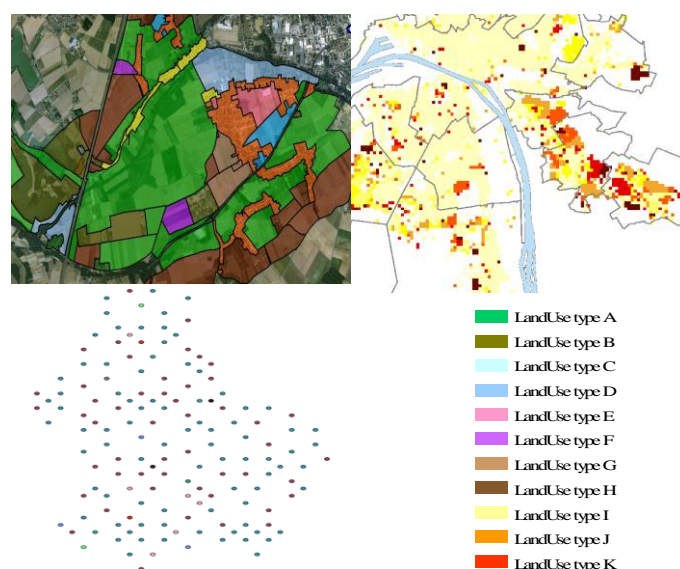 LandUse type A
LandUse type B
LandUse type C
LandUse type D
LandUse type E
LandUse type F
LandUse type G
LandUse type H
LandUse type I
LandUse type J
LandUse type K